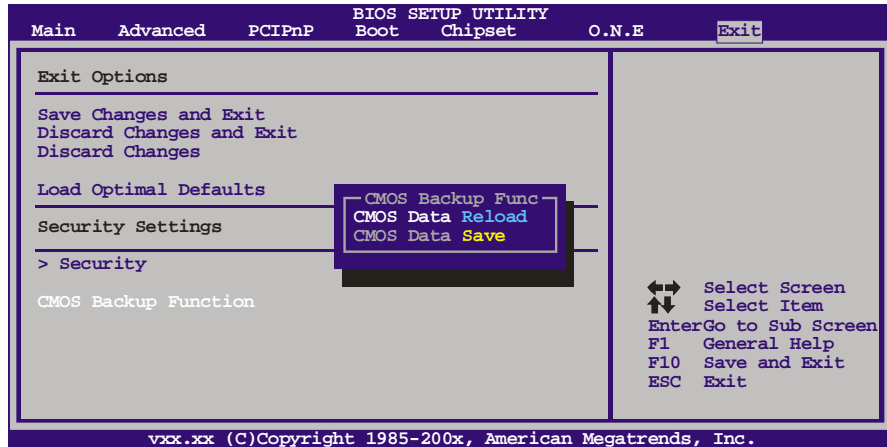 BIOS SETUP UTILITY
Main Advanced PCIPnP Boot Chipset O.N.E Exit
Exit Options
Save Changes and Exit
Discard Changes and Exit
Discard Changes
Load Optimal Defaults
Security Settings
> Security
CMOS Backup Function
CMOS Backup Func
CMOS Data Reload
CMOS Data Save
Select Screen
Select Item
EnterGo to Sub Screen
F1 General Help
F10 Save and Exit
ESC Exit
vxx.xx (C)Copyright 1985-200x, American Megatrends, Inc.